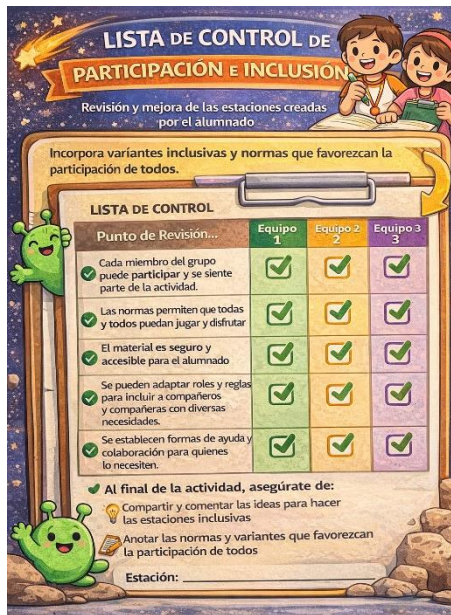 LISTA DE CONTROL DE
PARTICIPACIÓN E INCLUSIÓN
Revisión y mejora de las estaciones creadas
por el alumnado
Incorpora variantes inclusivas y normas que favorezcan la
participación de todos.
LISTA DE CONTROL
Punto de Revisión...
Equipo 1
Equipo 2 2
Equipo 3 3
Cada miembro del grupo
puede participar y se siente
parte de la actividad.
Las normas permiten que todas
y todos puedan jugar y disfrutar
El material es seguro y
accesible para el alumnado
Se pueden adaptar roles y reglas
para incluir a compañeros
y compañeras con diversas
necesidades.
Se establecen formas de ayuda y
colaboración para quienes
lo necesiten.
Al final de la actividad, asegúrate de:
Compartir y comentar las ideas para hacer
las estaciones inclusivas
Anotar las normas y variantes que favorezcan
la participación de todos
Estación: